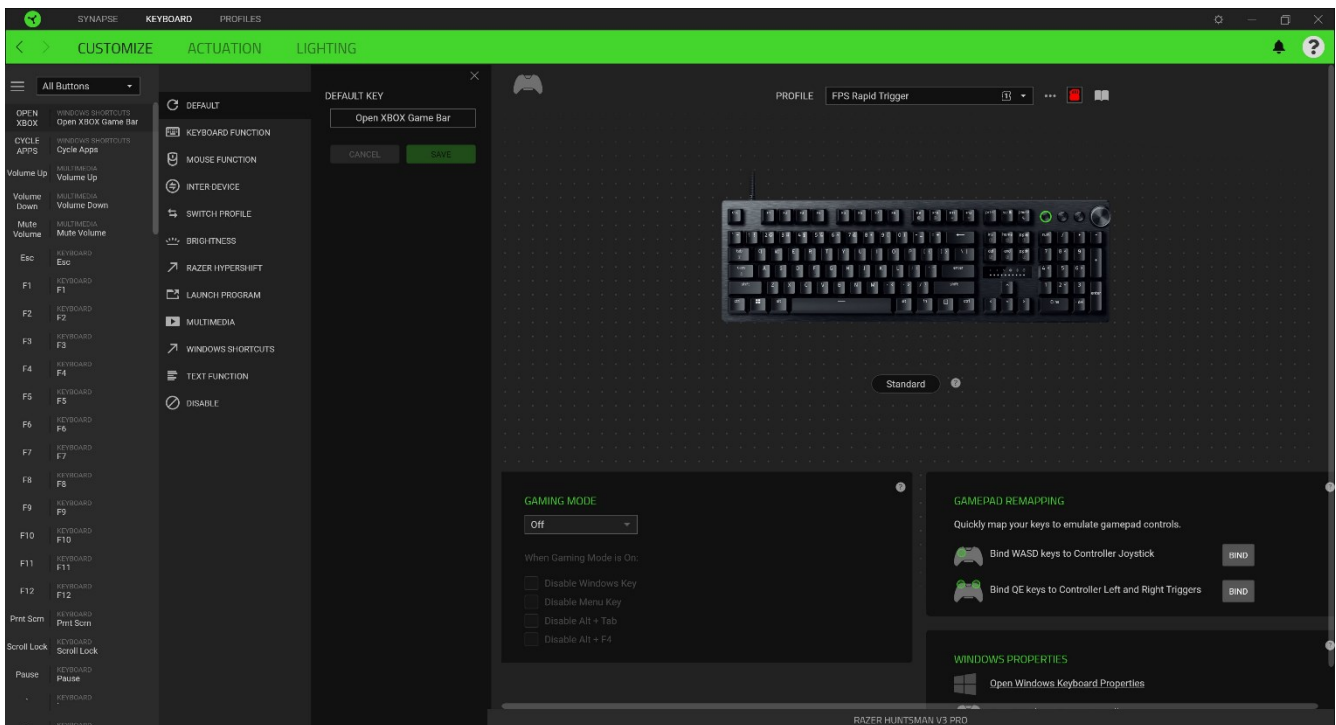 SYNAPSE KEYBOARD PROFILES
CUSTOMIZE ACTUATION LIGHTING
All Buttons
OPEN XBOX
WINDOWS SHORTCUTS
Open XBOX Game Bar
CYCLE APPS
WINDOWS SHORTCUTS
Cycle Apps
Volume Up
MULTIMEDIA
Volume Up
Volume Down
MULTIMEDIA
Volume Down
Mute Volume
MULTIMEDIA
Mute Volume
Esc
KEYBOARD
Esc
F1
KEYBOARD
F1
F2
KEYBOARD
F2
F3
KEYBOARD
F3
F4
KEYBOARD
F4
F5
KEYBOARD
F5
F6
KEYBOARD
F6
F7
KEYBOARD
F7
F8
KEYBOARD
F8
F9
KEYBOARD
F9
F10
KEYBOARD
F10
F11
KEYBOARD
F11
F12
KEYBOARD
F12
Prnt Scrn
KEYBOARD
Prnt Scrn
Scroll Lock
KEYBOARD
Scroll Lock
Pause
KEYBOARD
Pause
KEYBOARD
DEFAULT
KEYBOARD FUNCTION
MOUSE FUNCTION
INTER-DEVICE
SWITCH PROFILE
BRIGHTNESS
RAZER HYPERSHIFT
LAUNCH PROGRAM
MULTIMEDIA
WINDOWS SHORTCUTS
TEXT FUNCTION
DISABLE
DEFAULT KEY
Open XBOX Game Bar
CANCEL SAVE
PROFILE FPS Rapid Trigger
Standard
GAMING MODE
Off
When Gaming Mode is On:
Disable Windows Key
Disable Menu Key
Disable Alt + Tab
Disable Alt + F4
GAMEPAD REMAPPING
Quickly map your keys to emulate gamepad controls.
Bind WASD keys to Controller Joystick BIND
Bind QE keys to Controller Left and Right Triggers BIND
WINDOWS PROPERTIES
Open Windows Keyboard Properties
RAZER HUNTSMAN V3 PRO